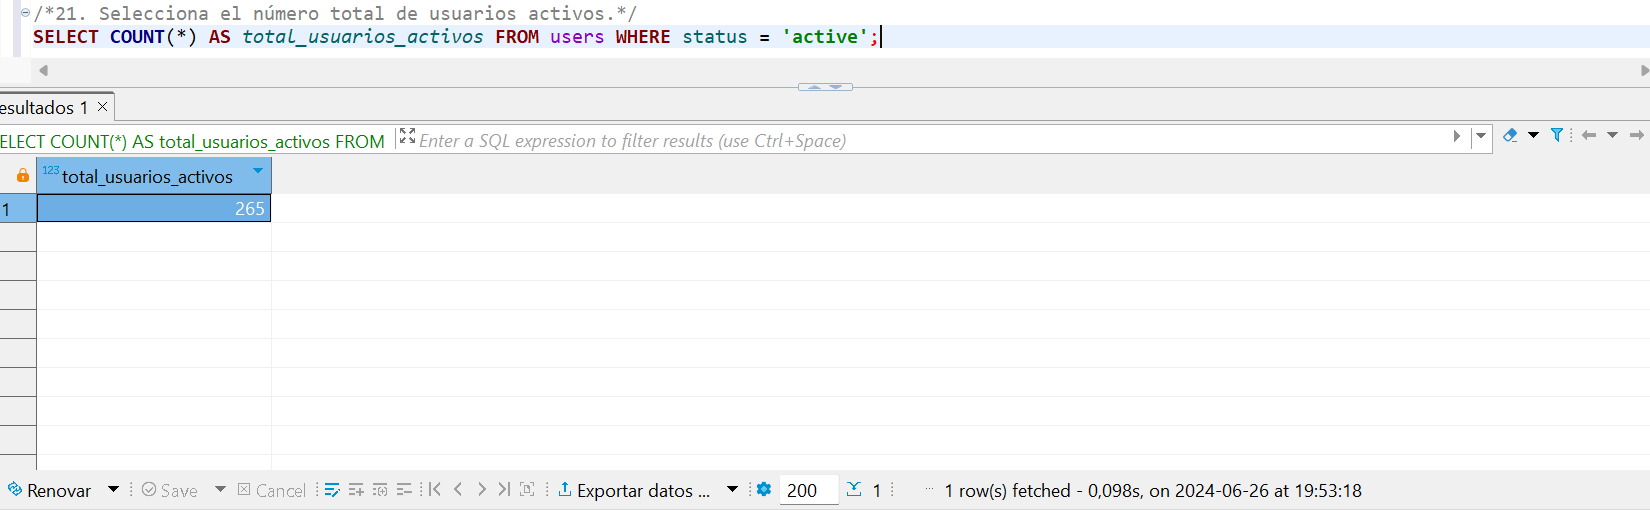 /*21. Selecciona el número total de usuarios activos.*/
SELECT COUNT(*) AS total_usuarios_activos FROM users WHERE status = 'active';
esultados 1
ELECT COUNT(*) AS total_usuarios_activos FROM
Enter a SQL expression to filter results (use Ctrl+Space)
123 total_usuarios_activos
1 265
Renovar Save Cancel Exportar datos ... 200 1 ... 1 row(s) fetched - 0,098s, on 2024-06-26 at 19:53:18